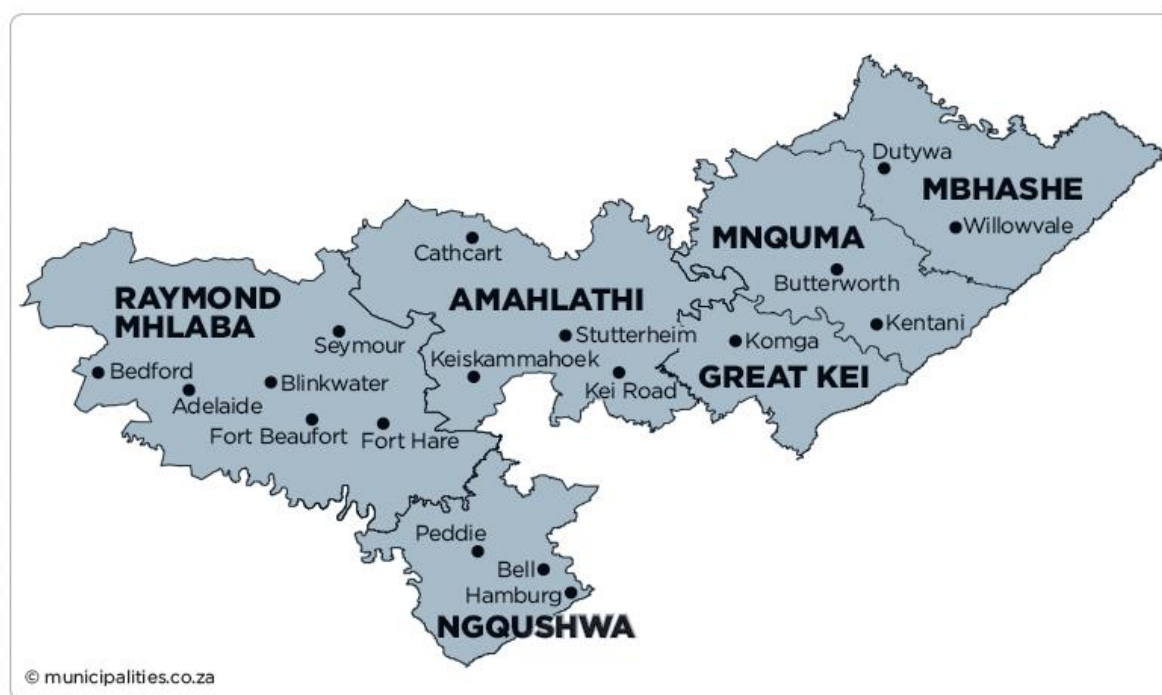 Dutywa
MBHASHE
Willowvale
MNQUMA
Butterworth
Kentani
Cathcart
AMAHLATHI
Stutterheim
Keiskammahoek
Kei Road
Komga
GREAT KEI
RAYMOND
MHLABA
Seymour
Bedford
Blinkwater
Adelaide
Fort Beaufort
Fort Hare
Peddie
Bell
Hamburg
NGQUSHWA
© municipalities.co.za